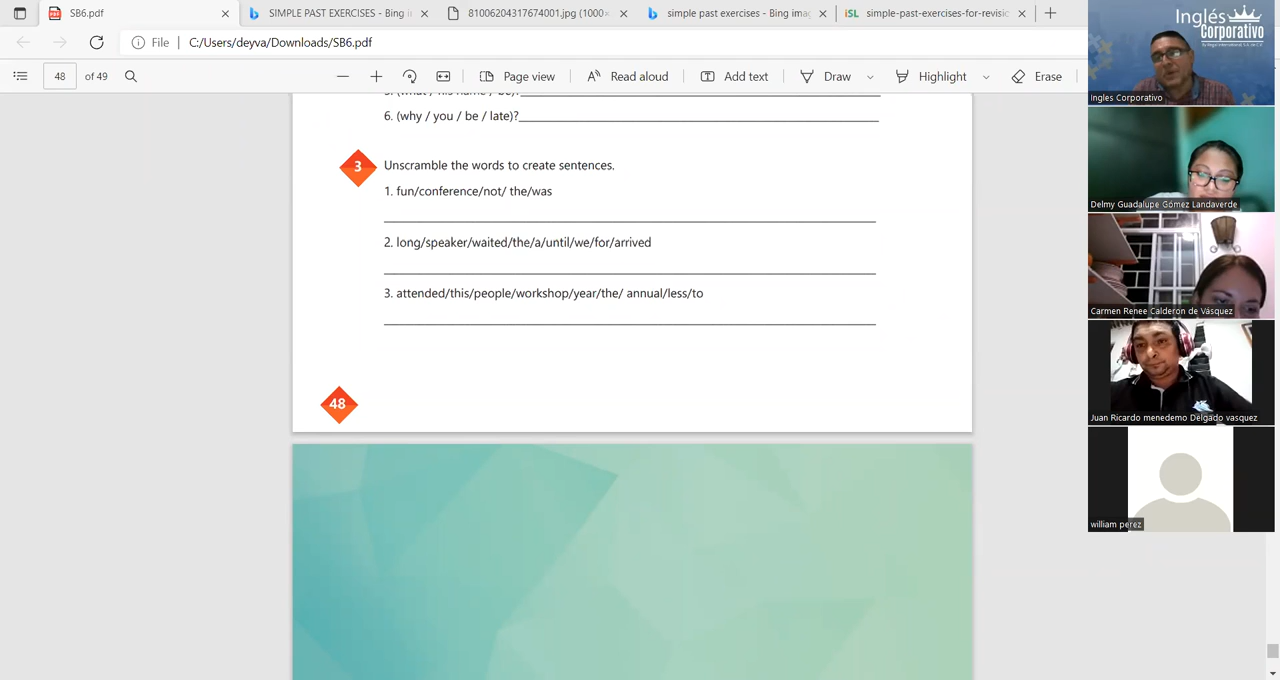 SB6.pdf
SIMPLE PAST EXERCISES - Bing i
81006204317674001.jpg (1000×
simple past exercises - Bing ima
iSL simple-past-exercises-for-revisio
File
C:/Users/deyva/Downloads/SB6.pdf
48 of 49
Page view
Read aloud
Add text
Draw
Highlight
Erase
6. (why / you / be / late)?
3 Unscramble the words to create sentences.
1. fun/conference/not/ the/was
2. long/speaker/waited/the/a/until/we/for/arrived
3. attended/this/people/workshop/year/the/ annual/less/to
48
Inglés
Corporativo
Ingles Corporativo
Delmy Guadalupe Gómez Landaverde
Carmen Renee Calderon de Vásquez
Juan Ricardo menedemo Delgado vasquez
william perez